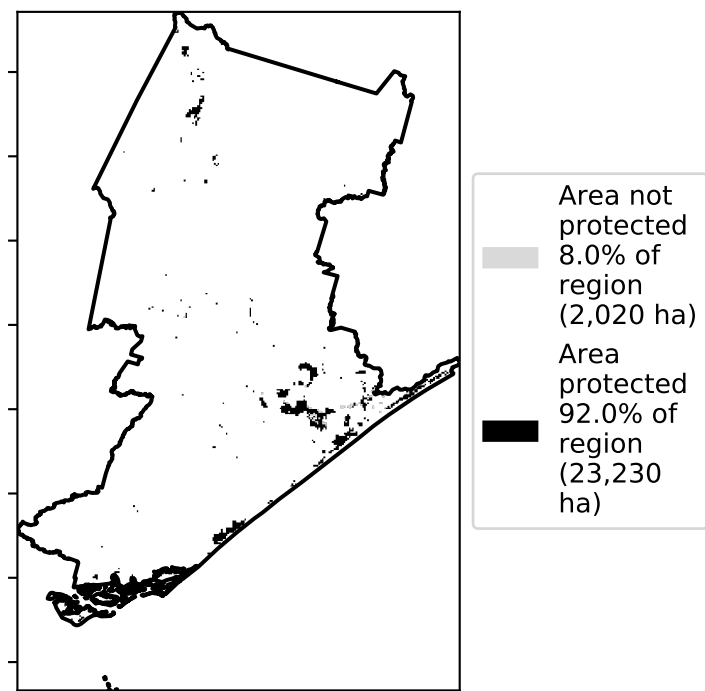 Area not
protected
8.0% of
region
(2,020 ha)
Area
protected
92.0% of
region
(23,230
ha)